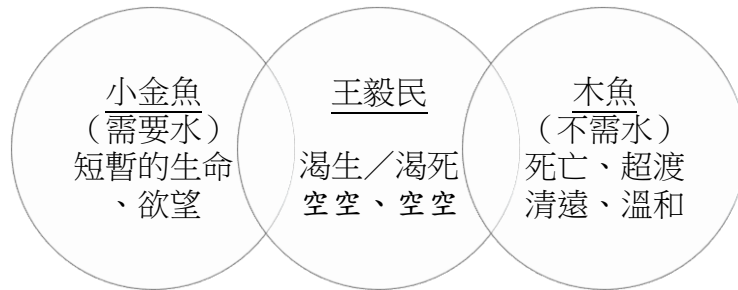 小金魚
（需要水）
短暫的生命
、欲望
王毅民
渴生／渴死
空空、空空
木魚
（不需水）
死亡、超渡
清遠、溫和